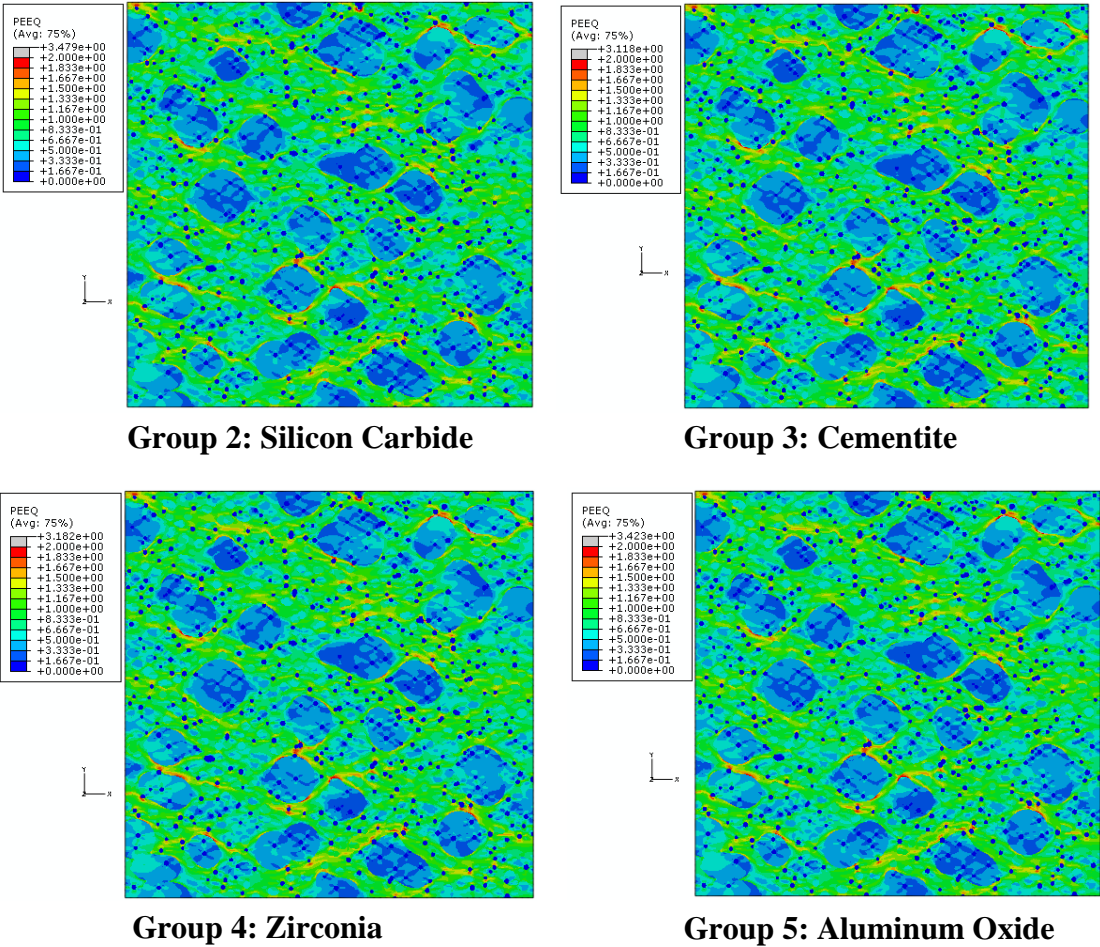 PEEQ
(Avg: 75%)
+3.479e+00
+2.000e+00
+1.833e+00
+1.667e+00
+1.500e+00
+1.333e+00
+1.167e+00
+1.000e+00
+8.333e-01
+6.667e-01
+5.000e-01
+3.333e-01
+1.667e-01
+0.000e+00
Y
Z
X
Group 2: Silicon Carbide
PEEQ
(Avg: 75%)
+3.118e+00
+2.000e+00
+1.833e+00
+1.667e+00
+1.500e+00
+1.333e+00
+1.167e+00
+1.000e+00
+8.333e-01
+6.667e-01
+5.000e-01
+3.333e-01
+1.667e-01
+0.000e+00
Y
Z
X
Group 3: Cementite
PEEQ
(Avg: 75%)
+3.182e+00
+2.000e+00
+1.833e+00
+1.667e+00
+1.500e+00
+1.333e+00
+1.167e+00
+1.000e+00
+8.333e-01
+6.667e-01
+5.000e-01
+3.333e-01
+1.667e-01
+0.000e+00
Y
Z
X
Group 4: Zirconia
PEEQ
(Avg: 75%)
+3.423e+00
+2.000e+00
+1.833e+00
+1.667e+00
+1.500e+00
+1.333e+00
+1.167e+00
+1.000e+00
+8.333e-01
+6.667e-01
+5.000e-01
+3.333e-01
+1.667e-01
+0.000e+00
Y
Z
X
Group 5: Aluminum Oxide